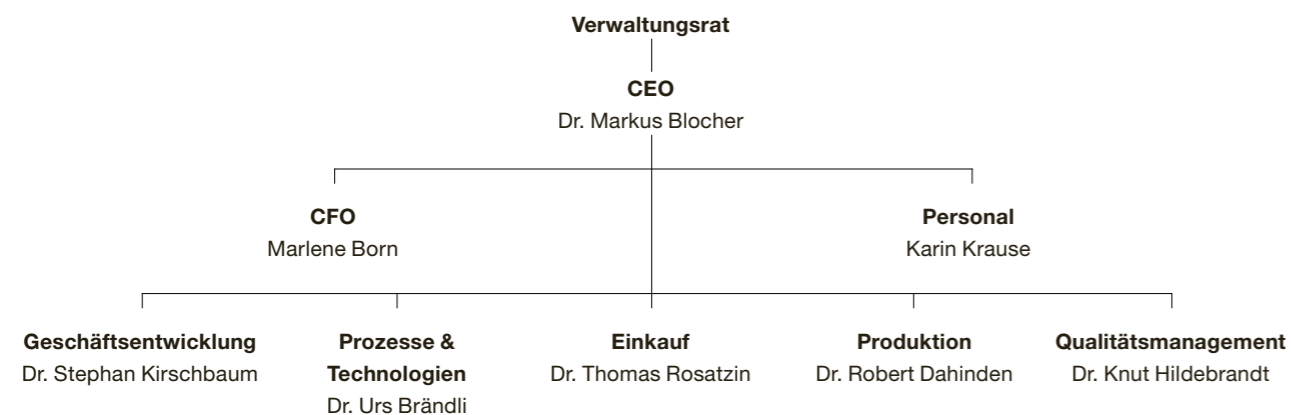 Verwaltungsrat
CEO
Dr. Markus Blocher
CFO
Marlene Born
Personal
Karin Krause
Geschäftsentwicklung
Dr. Stephan Kirschbaum
Prozesse &
Technologien
Dr. Urs Brändli
Einkauf
Dr. Thomas Rosatzin
Produktion
Dr. Robert Dahinden
Qualitätsmanagement
Dr. Knut Hildebrandt